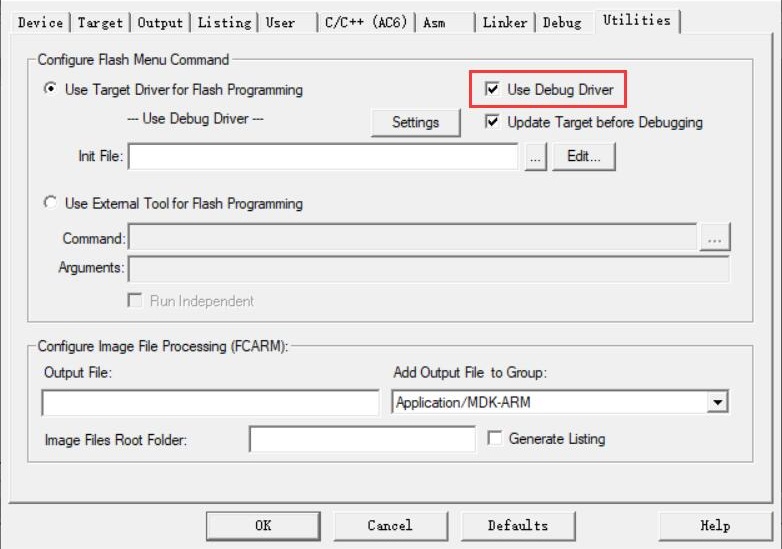 Device Target Output Listing User C/C++ (AC6) Asm Linker Debug Utilities
Configure Flash Menu Command
Use Target Driver for Flash Programming Use Debug Driver
--- Use Debug Driver --- Settings Update Target before Debugging
Init File: ... Edit...
Use External Tool for Flash Programming
Command: ...
Arguments:
Run Independent
Configure Image File Processing (FCARM):
Output File: Add Output File to Group:
Application/MDK-ARM
Image Files Root Folder: Generate Listing
OK Cancel Defaults Help